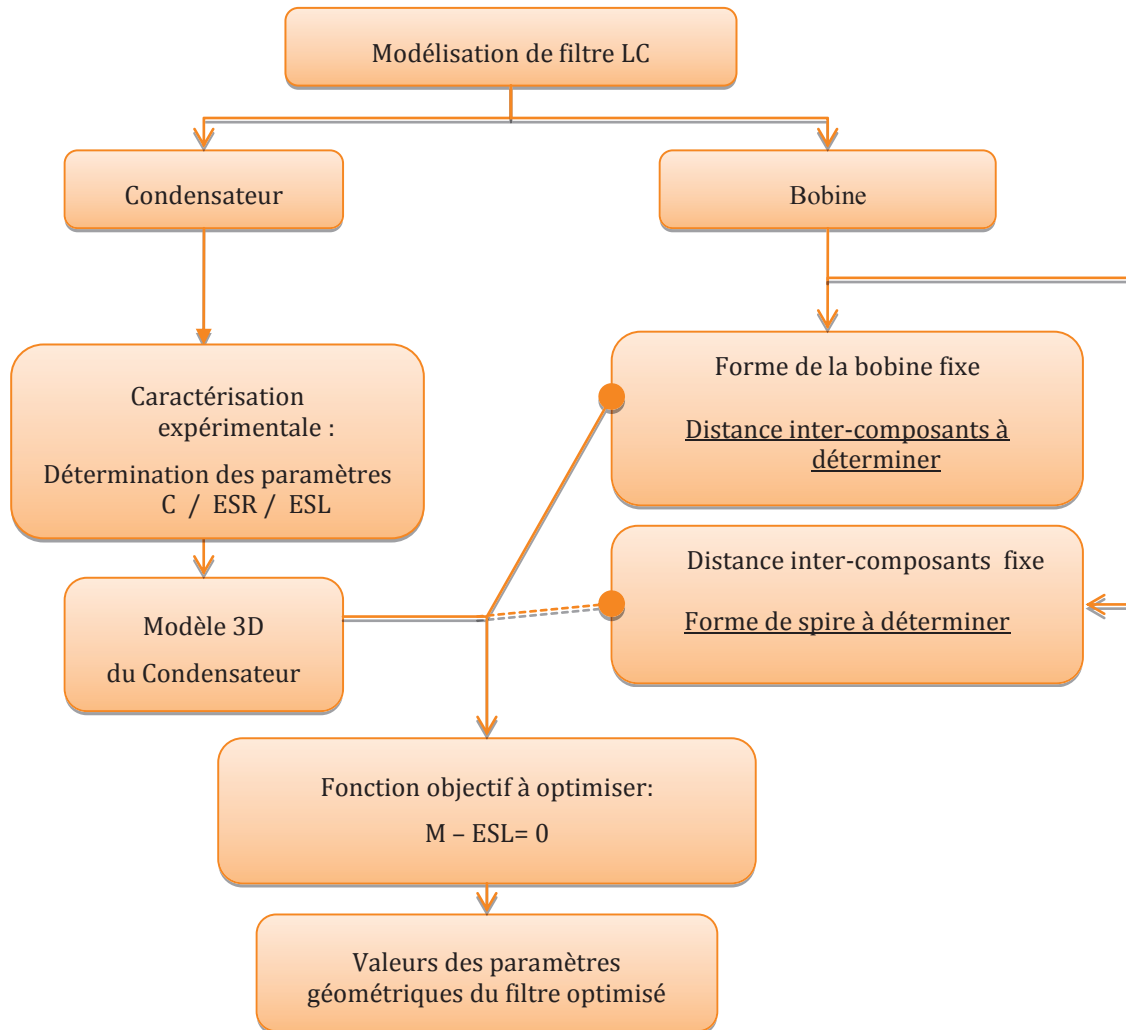 Modélisation de filtre LC
Condensateur
Bobine
Caractérisation
expérimentale :
Détermination des paramètres
C / ESR / ESL
Forme de la bobine fixe
Distance inter-composants à
déterminer
Distance inter-composants fixe
Forme de spire à déterminer
Modèle 3D
du Condensateur
Fonction objectif à optimiser:
M – ESL= 0
Valeurs des paramètres
géométriques du filtre optimisé